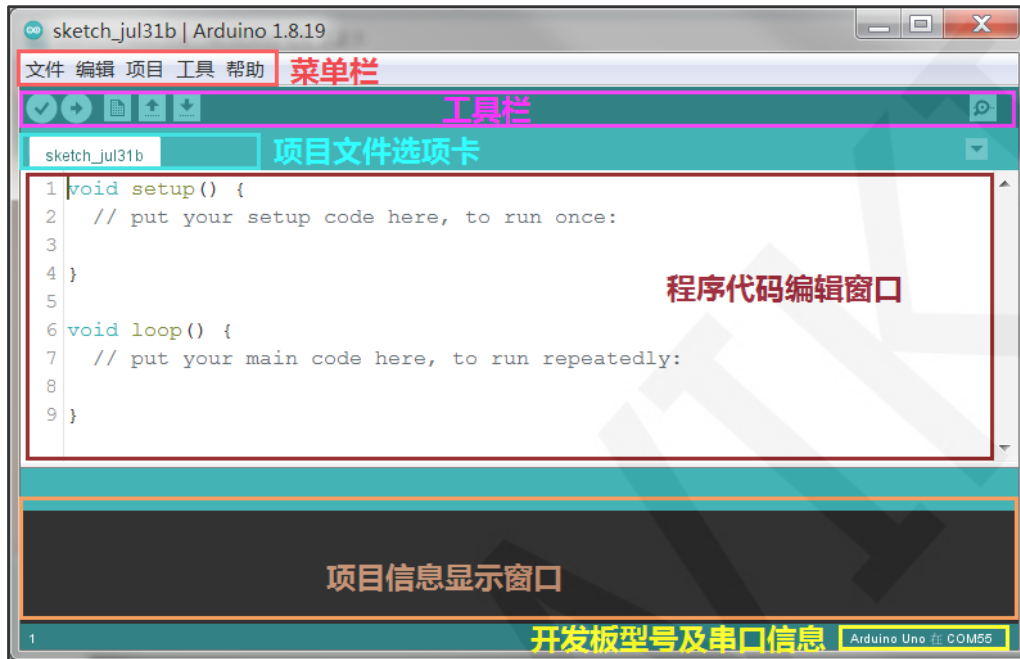 sketch_jul31b | Arduino 1.8.19
文件 编辑 项目 工具 帮助 菜单栏
工具栏
sketch_jul31b 项目文件选项卡
1 void setup() {
2 // put your setup code here, to run once:
3
4 }
5
6 void loop() {
7 // put your main code here, to run repeatedly:
8
9 }
程序代码编辑窗口
项目信息显示窗口
1 开发板型号及串口信息 Arduino Uno 在 COM55